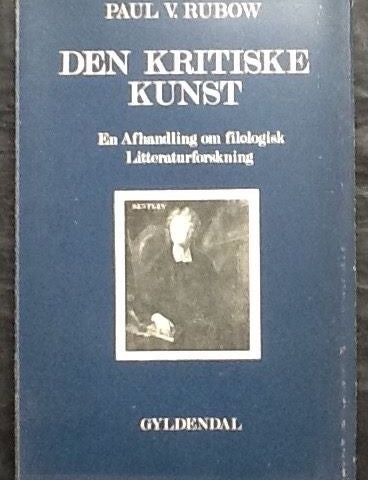 PAUL V. RUBOW
DEN KRITISKE
KUNST
En Afhandling om filologisk
Litteraturforskning
BENTLEY
GYLDENDAL